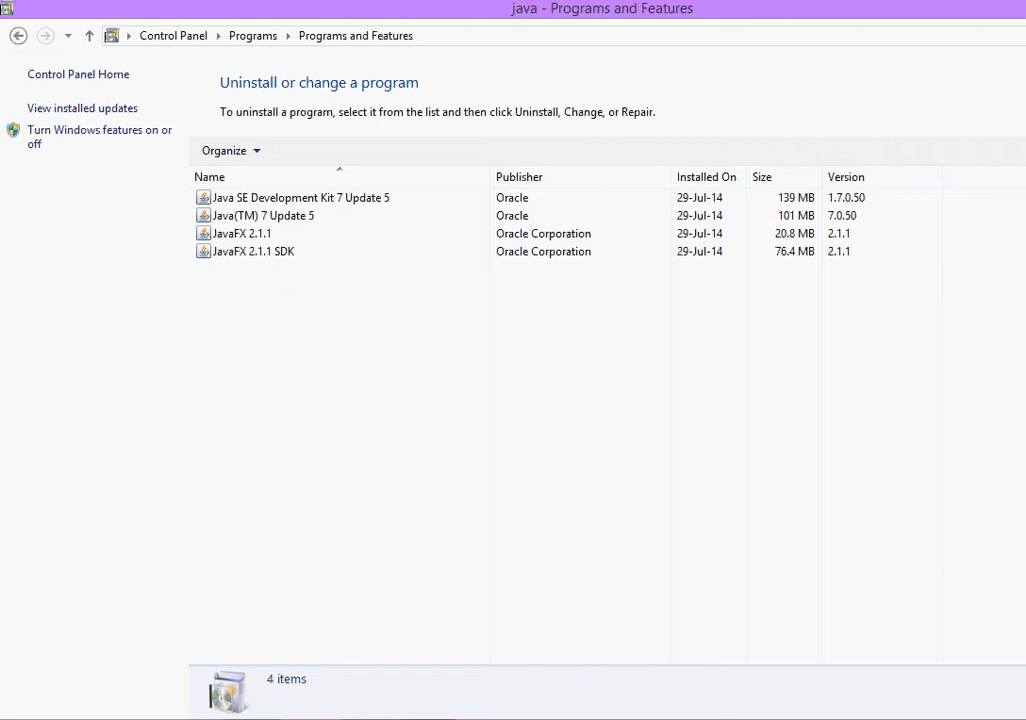 java - Programs and Features
Control Panel Programs Programs and Features
Control Panel Home
View installed updates
Turn Windows features on or
off
Uninstall or change a program
To uninstall a program, select it from the list and then click Uninstall, Change, or Repair.
Organize
Name Publisher Installed On Size Version
Java SE Development Kit 7 Update 5 Oracle 29-Jul-14 139 MB 1.7.0.50
Java(TM) 7 Update 5 Oracle 29-Jul-14 101 MB 7.0.50
JavaFX 2.1.1 Oracle Corporation 29-Jul-14 20.8 MB 2.1.1
JavaFX 2.1.1 SDK Oracle Corporation 29-Jul-14 76.4 MB 2.1.1
4 items